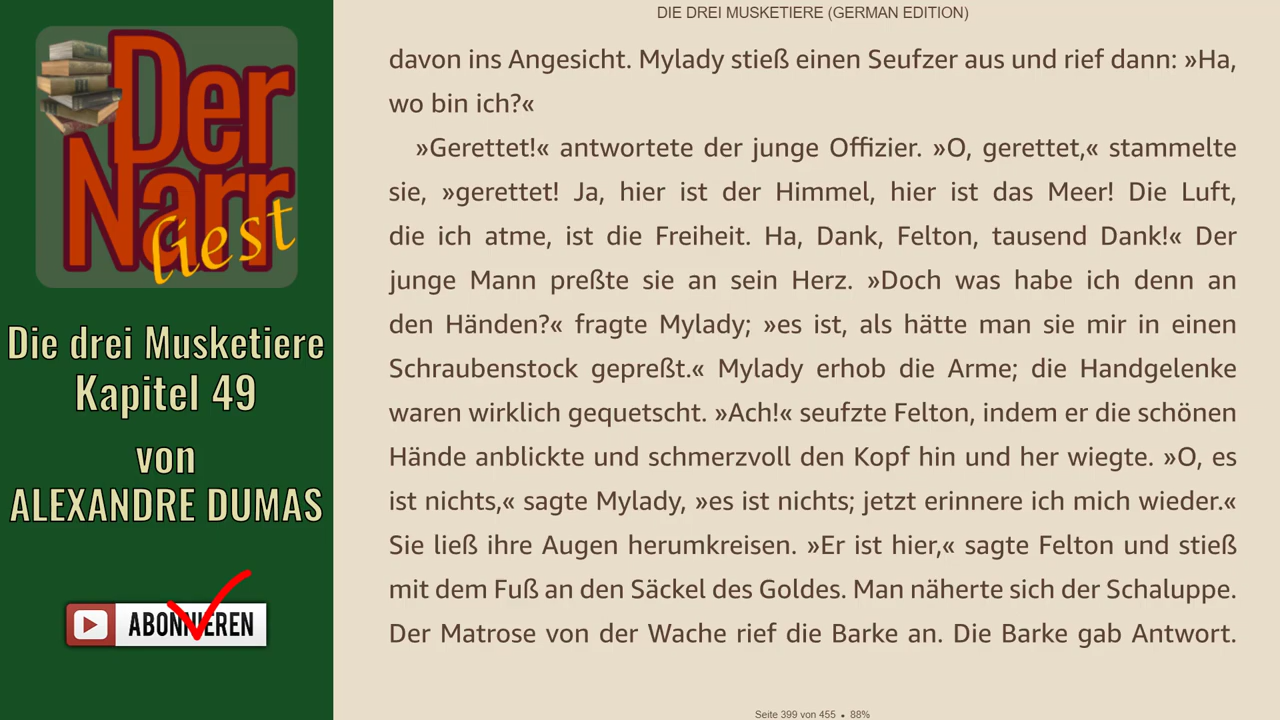 Der
Narr
liest
Die drei Musketiere
Kapitel 49
von
ALEXANDRE DUMAS
ABONNIEREN
DIE DREI MUSKETIERE (GERMAN EDITION)
davon ins Angesicht. Mylady stieß einen Seufzer aus und rief dann: »Ha,
wo bin ich?«
»Gerettet!« antwortete der junge Offizier. »O, gerettet,« stammelte
sie, »gerettet! Ja, hier ist der Himmel, hier ist das Meer! Die Luft,
die ich atme, ist die Freiheit. Ha, Dank, Felton, tausend Dank!« Der
junge Mann preßte sie an sein Herz. »Doch was habe ich denn an
den Händen?« fragte Mylady; »es ist, als hätte man sie mir in einen
Schraubenstock gepreßt.« Mylady erhob die Arme; die Handgelenke
waren wirklich gequetscht. »Ach!« seufzte Felton, indem er die schönen
Hände anblickte und schmerzvoll den Kopf hin und her wiegte. »O, es
ist nichts,« sagte Mylady, »es ist nichts; jetzt erinnere ich mich wieder.«
Sie ließ ihre Augen herumkreisen. »Er ist hier,« sagte Felton und stieß
mit dem Fuß an den Säckel des Goldes. Man näherte sich der Schaluppe.
Der Matrose von der Wache rief die Barke an. Die Barke gab Antwort.
Seite 399 von 455 • 88%